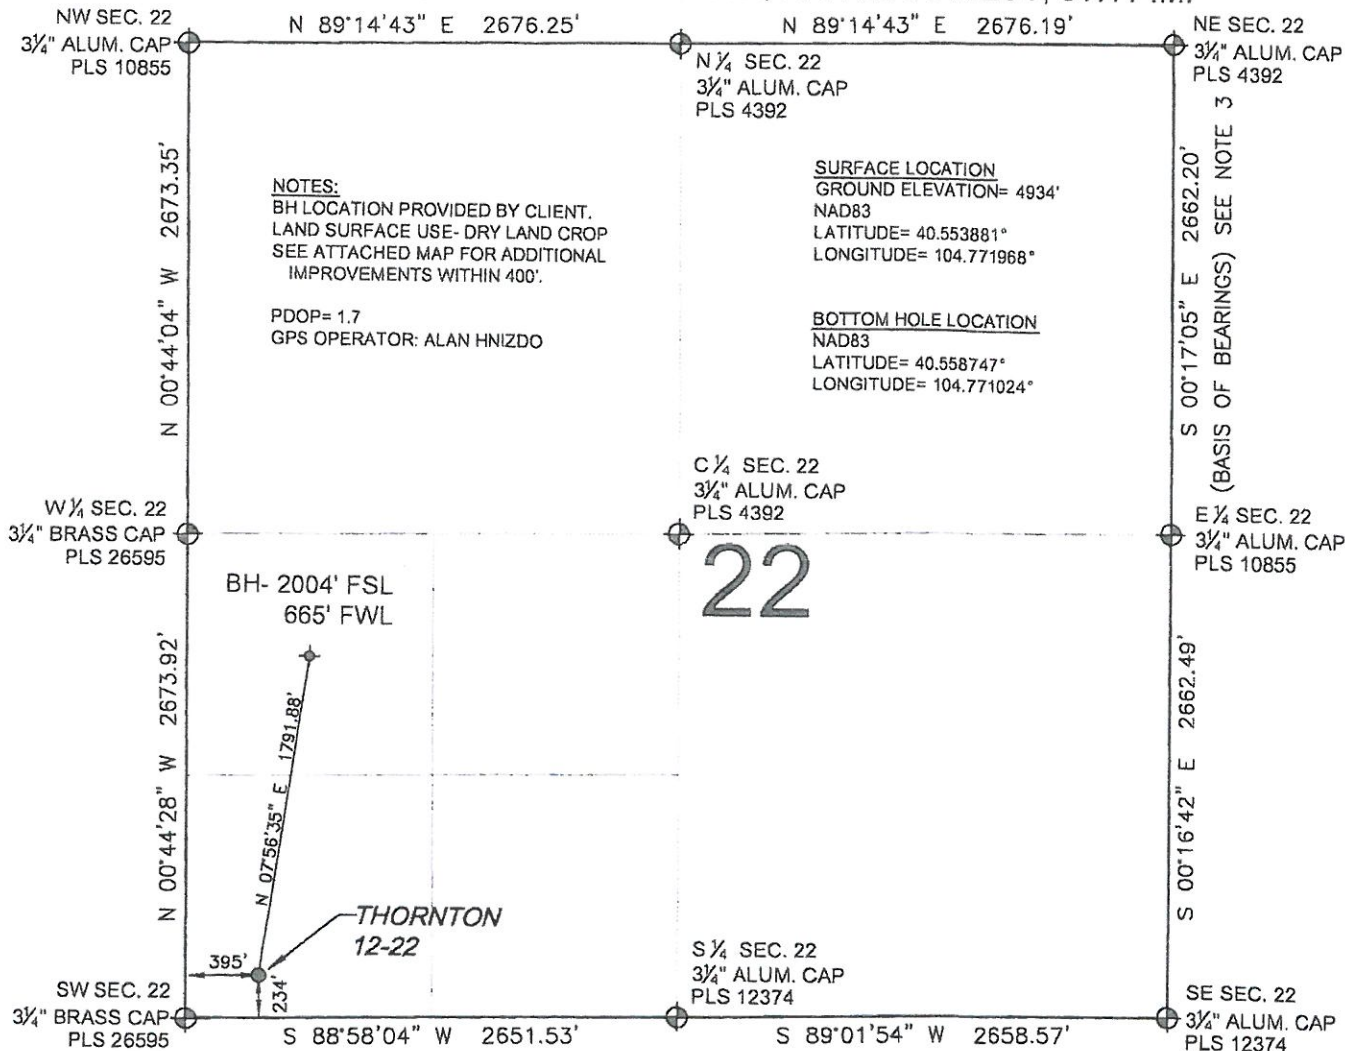 N 89°14'43" E 2676.25'
N 89°14'43" E 2676.19'
NW SEC. 22
3¼" ALUM. CAP
PLS 10855
N ¼ SEC. 22
3¼" ALUM. CAP
PLS 4392
NE SEC. 22
3¼" ALUM. CAP
PLS 4392
N 00°44'04" W 2673.35'
NOTES:
BH LOCATION PROVIDED BY CLIENT.
LAND SURFACE USE- DRY LAND CROP
SEE ATTACHED MAP FOR ADDITIONAL
IMPROVEMENTS WITHIN 400'.
PDOP= 1.7
GPS OPERATOR: ALAN HNIZDO
SURFACE LOCATION
GROUND ELEVATION= 4934'
NAD83
LATITUDE= 40.553881°
LONGITUDE= 104.771968°
BOTTOM HOLE LOCATION
NAD83
LATITUDE= 40.558747°
LONGITUDE= 104.771024°
S 00°17'05" E 2662.20'
(BASIS OF BEARINGS) SEE NOTE 3
W ¼ SEC. 22
3¼" BRASS CAP
PLS 26595
C ¼ SEC. 22
3¼" ALUM. CAP
PLS 4392
E ¼ SEC. 22
3¼" ALUM. CAP
PLS 10855
22
BH- 2004' FSL
665' FWL
N 00°44'28" W 2673.92'
N 07°56'35" E 1791.88'
S 00°16'42" E 2662.49'
THORNTON
12-22
395'
234'
SW SEC. 22
3¼" BRASS CAP
PLS 26595
S ¼ SEC. 22
3¼" ALUM. CAP
PLS 12374
SE SEC. 22
3¼" ALUM. CAP
PLS 12374
S 88°58'04" W 2651.53'
S 89°01'54" W 2658.57'